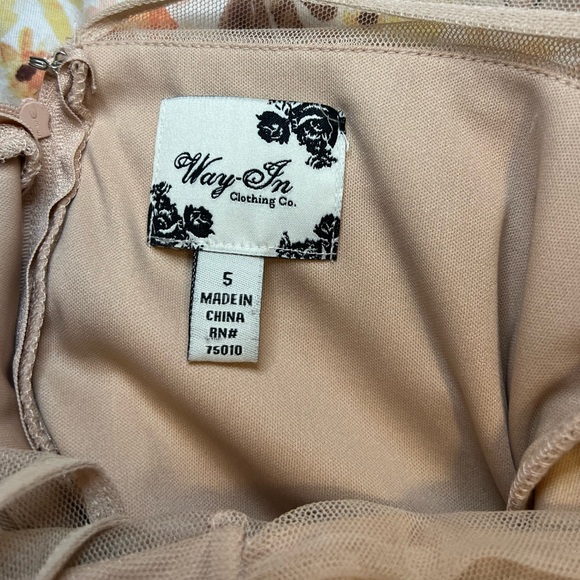 Way-In
Clothing Co.
5
MADE IN
CHINA
RN#
75010